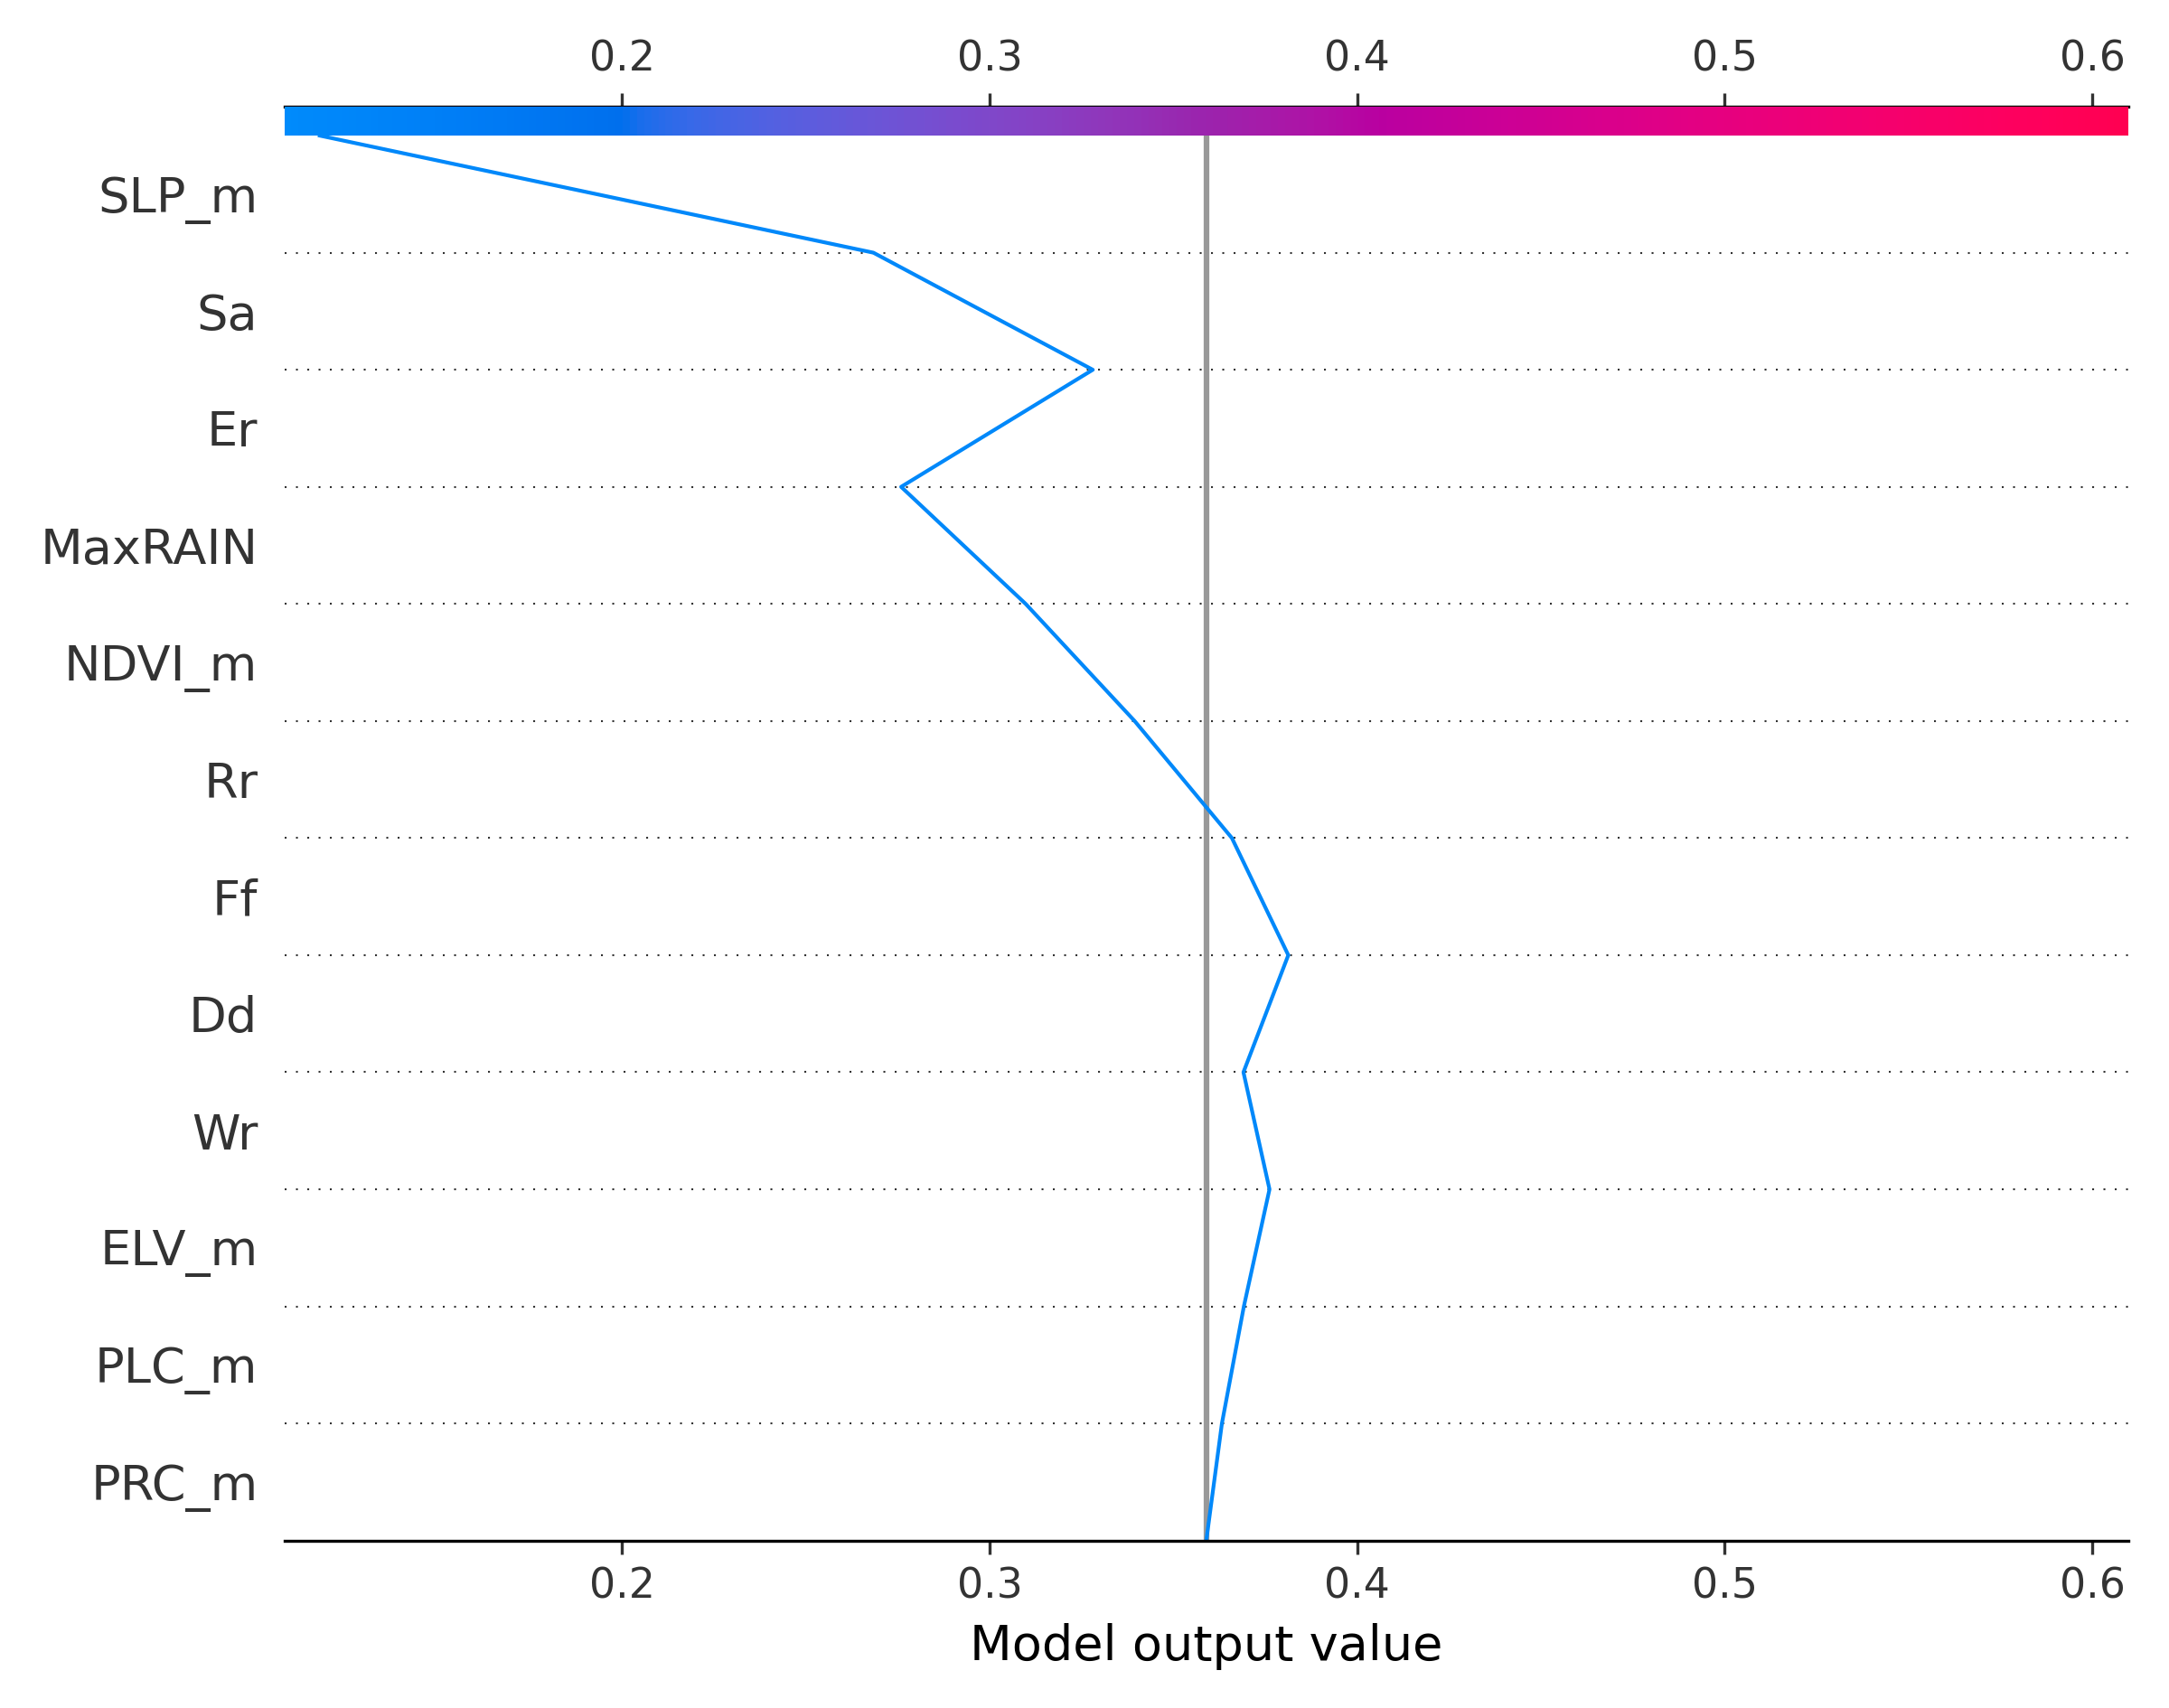 0.2 0.3 0.4 0.5 0.6
SLP_m
Sa
Er
MaxRAIN
NDVI_m
Rr
Ff
Dd
Wr
ELV_m
PLC_m
PRC_m
0.2 0.3 0.4 0.5 0.6
Model output value